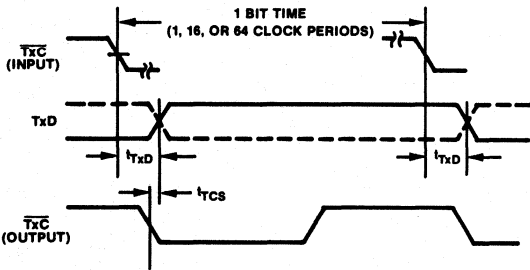 1 BIT TIME
(1, 16, OR 64 CLOCK PERIODS)
TxC
(INPUT)
TxD
tTxD
tTxD
tTCS
TxC
(OUTPUT)